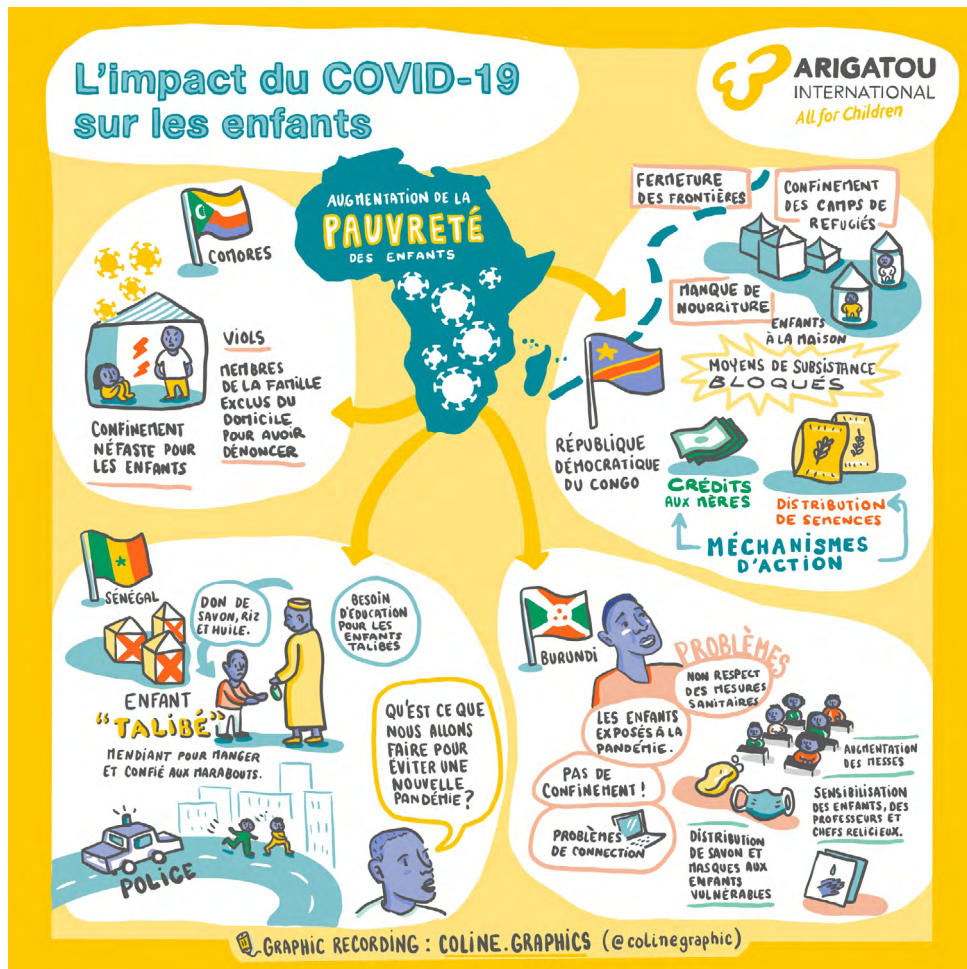 L'impact du COVID-19
sur les enfants
ARIGATOU
INTERNATIONAL
All for Children
AUGMENTATION DE LA
PAUVRETÉ
DES ENFANTS
COMORES
VIOLS
MEMBRES
DE LA FAMILLE
EXCLUS DU
DOMICILE
POUR AVOIR
DÉNONCER
CONFINEMENT
NÉFASTE POUR
LES ENFANTS
FERMETURE
DES FRONTIÈRES
CONFINEMENT
DES CAMPS DE
REFUGIÉS
MANQUE DE
NOURRITURE
ENFANTS
À LA MAISON
MOYENS DE SUBSISTANCE
BLOQUÉS
RÉPUBLIQUE
DÉMOCRATIQUE
DU CONGO
CRÉDITS
AUX MÈRES
DISTRIBUTION
DE SEMENCES
MÉCHANISMES
D'ACTION
SÉNÉGAL
DON DE
SAVON, RIZ
ET HUILE.
BESOIN
D'ÉDUCATION
POUR LES
ENFANTS
TALIBÉS
ENFANT
"TALIBÉ"
MENDIANT POUR MANGER
ET CONFIÉ AUX MARABOUTS.
POLICE
QU'EST CE QUE
NOUS ALLONS
FAIRE POUR
ÉVITER UNE
NOUVELLE
PANDÉMIE?
BURUNDI
PROBLÈMES
NON RESPECT
DES MESURES
SANITAIRES
LES ENFANTS
EXPOSÉS À LA
PANDÉMIE.
PAS DE
CONFINEMENT!
PROBLÈMES
DE CONNECTION
AUGMENTATION
DES MESSES
SENSIBILISATION
DES ENFANTS, DES
PROFESSEURS ET
CHEFS RELIGIEUX.
DISTRIBUTION
DE SAVON ET
MASQUES AUX
ENFANTS
VULNÉRABLES
GRAPHIC RECORDING : COLINE.GRAPHICS (@colinegraphic)